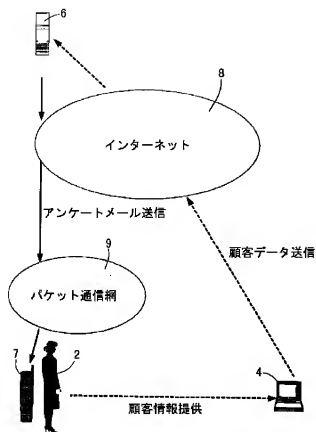 6
8
インターネット
アンケートメール送信
顧客データ送信
9
パケット通信網
7
2
4
顧客情報提供